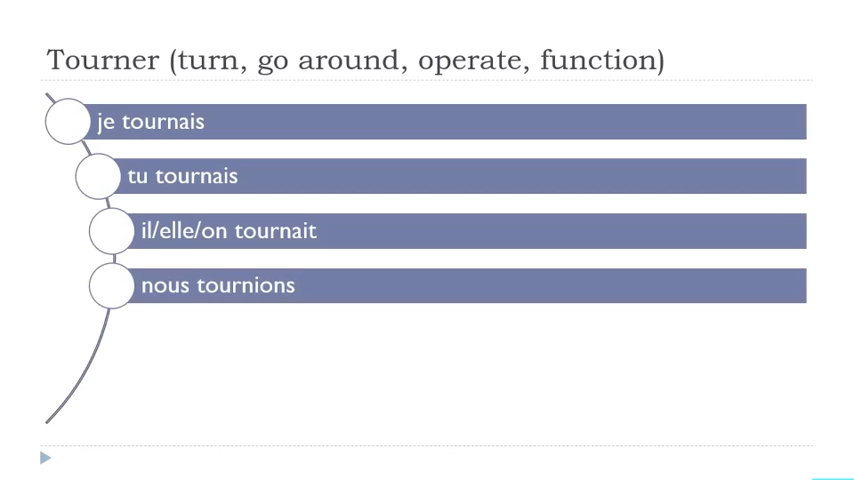 Tourner (turn, go around, operate, function)
je tournais
tu tournais
il/elle/on tournait
nous tournions